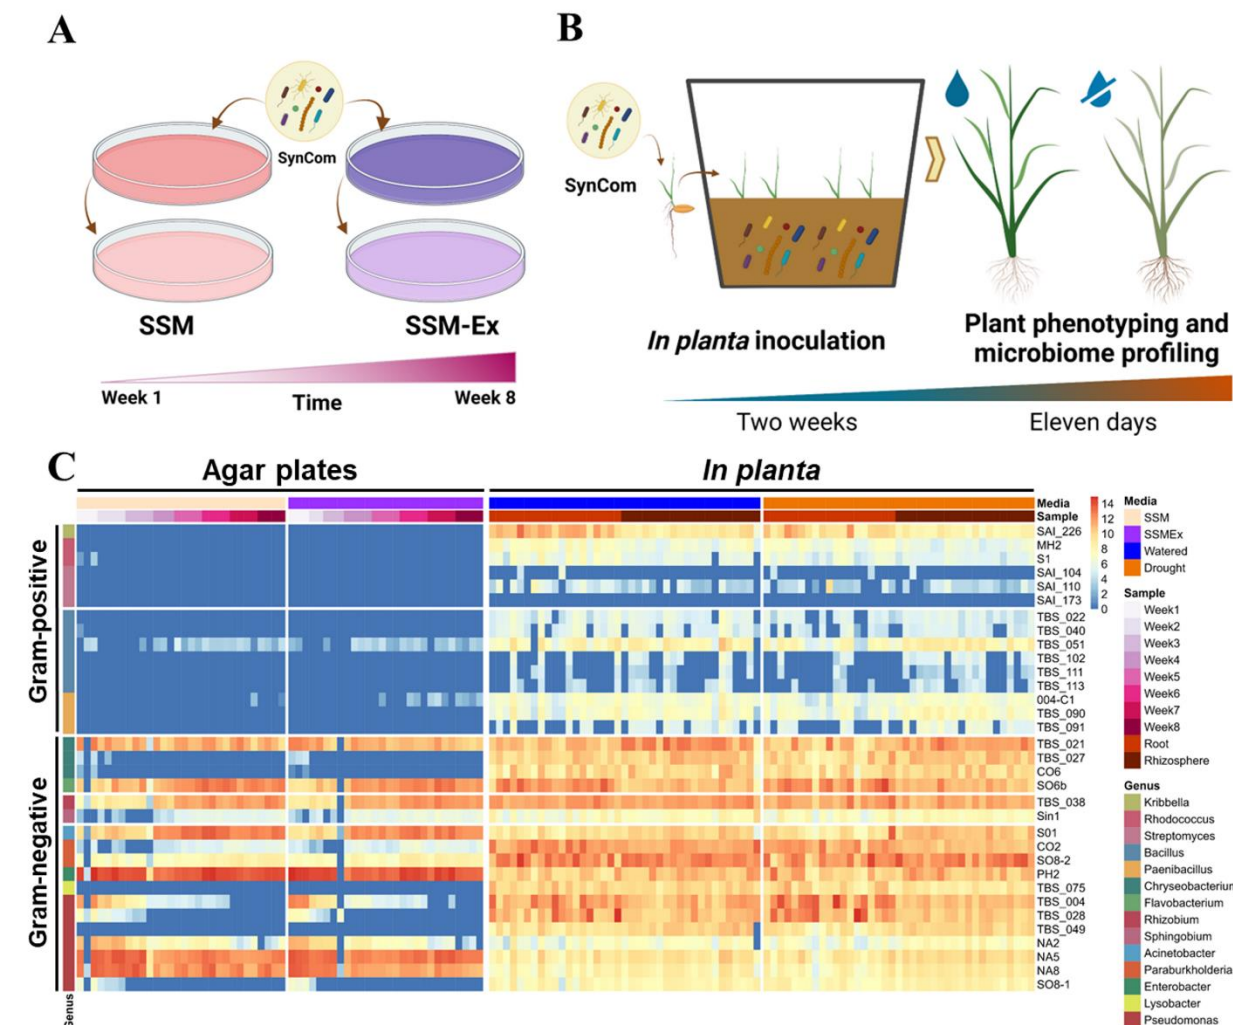 A
SynCom
SSM
SSM-Ex
Week 1
Time
Week 8
B
SynCom
In planta inoculation
Plant phenotyping and
microbiome profiling
Two weeks
Eleven days
C
Agar plates
In planta
Gram-positive
Gram-negative
Genus
Media
Sample
SAI_226
MH2
S1
SAI_104
SAI_110
SAI_173
TBS_022
TBS_040
TBS_051
TBS_102
TBS_111
TBS_113
004-C1
TBS_090
TBS_091
TBS_021
TBS_027
CO6
SO6b
TBS_038
Sin1
S01
CO2
SO8-2
PH2
TBS_075
TBS_004
TBS_028
TBS_049
NA2
NA5
NA8
SO8-1
14
12
10
8
6
4
2
0
Media
SSM
SSMEx
Watered
Drought
Sample
Week1
Week2
Week3
Week4
Week5
Week6
Week7
Week8
Root
Rhizosphere
Genus
Kribbella
Rhodococcus
Streptomyces
Bacillus
Paenibacillus
Chryseobacterium
Flavobacterium
Rhizobium
Sphingobium
Acinetobacter
Paraburkholderia
Enterobacter
Lysobacter
Pseudomonas